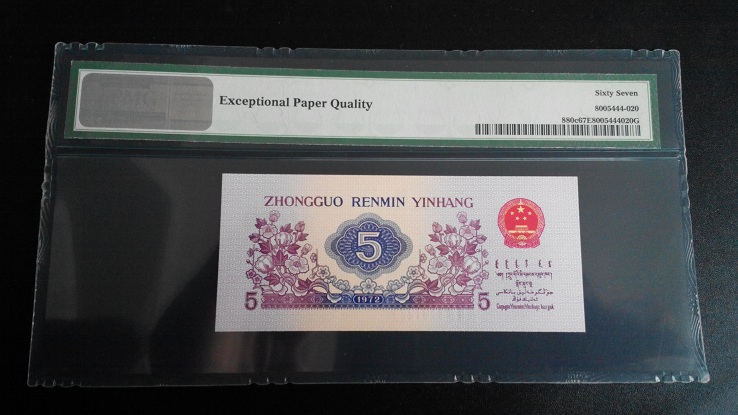 Exceptional Paper Quality
Sixty Seven
8005444-020
880c67E8005444020G
ZHONGGUO RENMIN YINHANG
5
5
5
1972